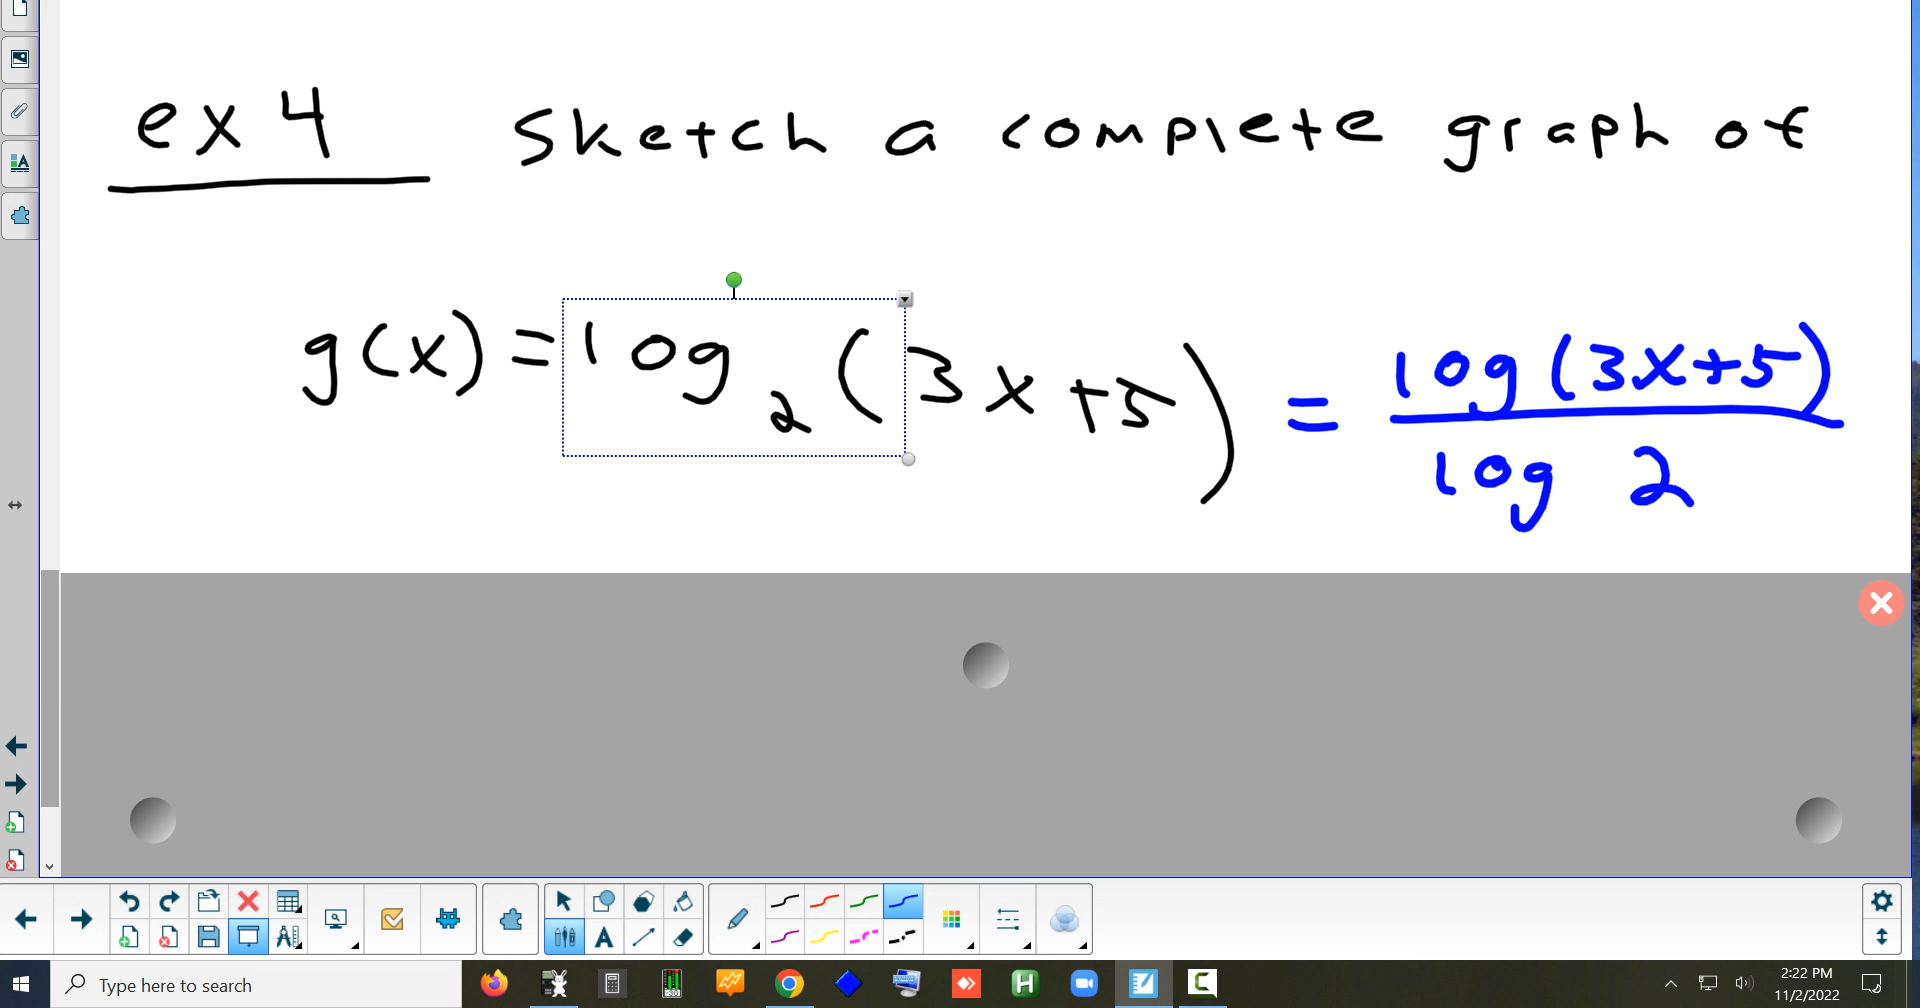 ex 4 sketch a complete graph of
g(x) = log₂(3x+5) = log(3x+5) / log 2
Type here to search
2:22 PM
11/2/2022